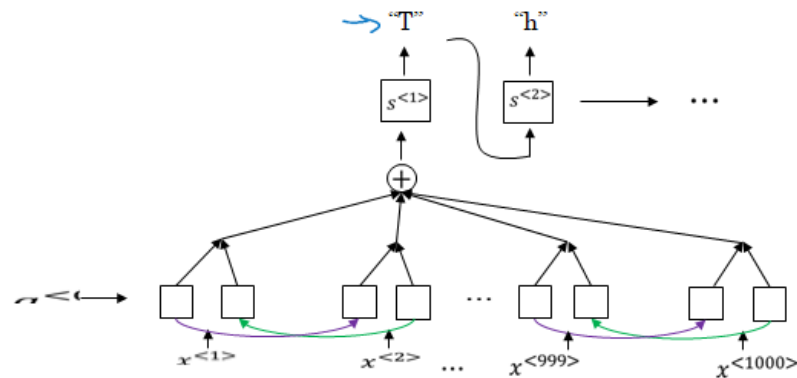 “T” “h”
s<1> s<2> ...
+
...
x<1> x<2> ... x<999> x<1000>